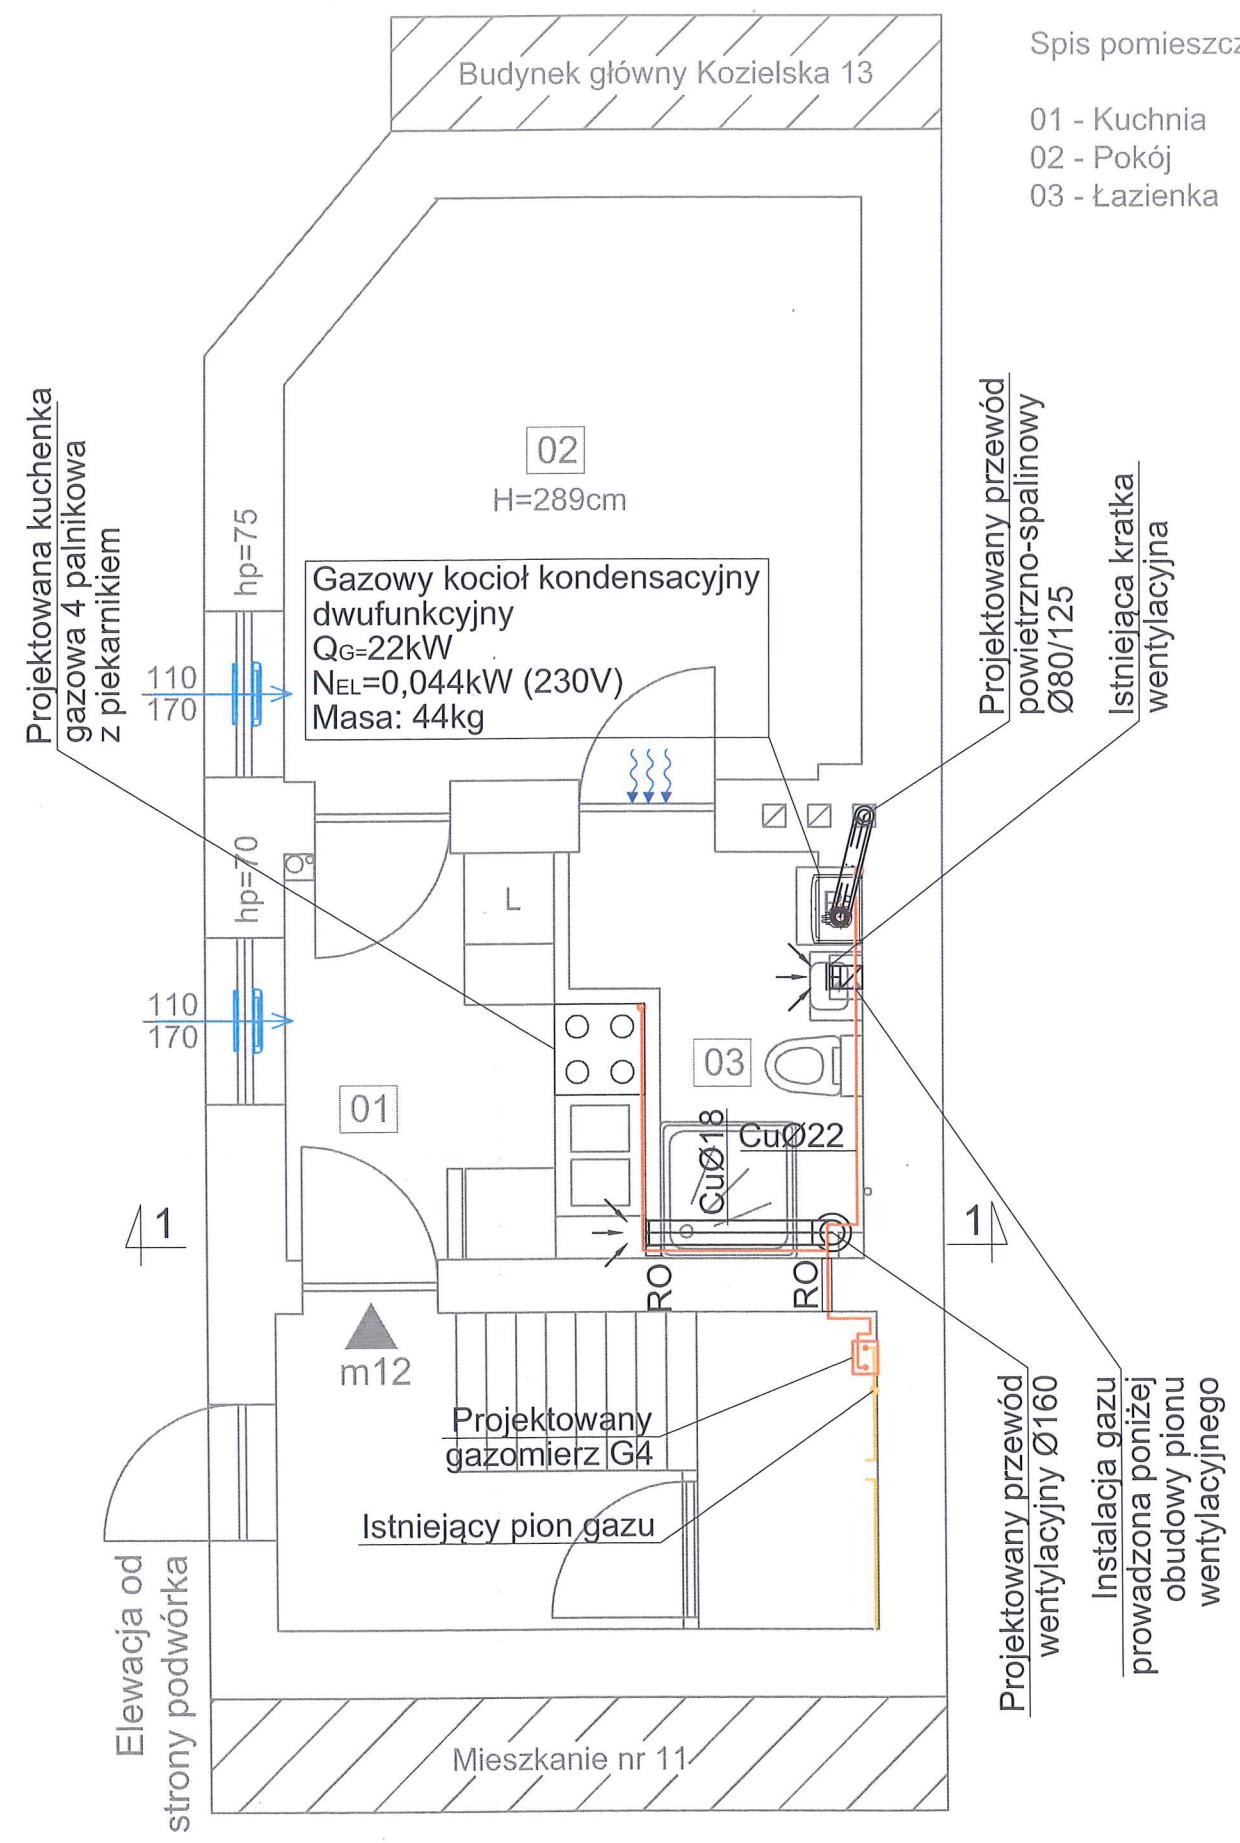 Budynek główny Kozielska 13
Spis pomieszcz
01 - Kuchnia
02 - Pokój
03 - Łazienka
Projektowana kuchenka
gazowa 4 palnikowa
z piekarnikiem
02
H=289cm
hp=75
Gazowy kocioł kondensacyjny
dwufunkcyjny
QG=22kW
NEL=0,044kW (230V)
Masa: 44kg
110
170
Projektowany przewód
powietrzno-spalinowy
Ø80/125
Istniejąca kratka
wentylacyjna
hp=70
L
110
170
01
03
CuØ18
CuØ22
1
1
RO
RO
m12
Projektowany
gazomierz G4
Istniejący pion gazu
Projektowany przewód
wentylacyjny Ø160
Instalacja gazu
prowadzona poniżej
obudowy pionu
wentylacyjnego
Elewacja od
strony podwórka
Mieszkanie nr 11